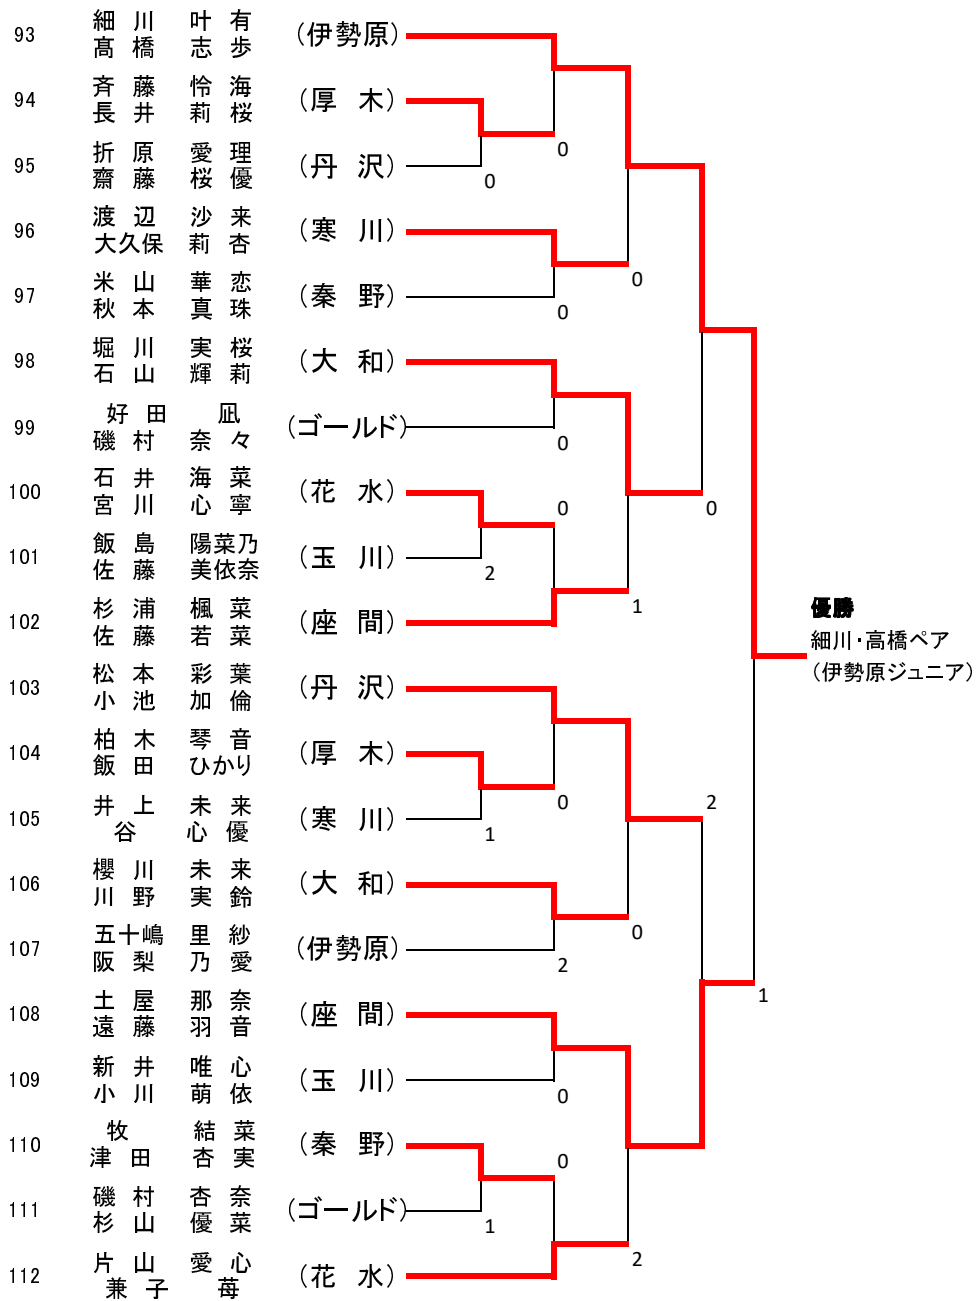 93 細川 叶有 (伊勢原)
髙橋 志歩
94 斉藤 怜海 (厚木)
長井 莉桜
0
95 折原 愛理 (丹沢)
齋藤 桜優
0
96 渡辺 沙来 (寒川)
大久保 莉杏
0
97 米山 華恋 (秦野)
秋本 真珠
0
98 堀川 実桜 (大和)
石山 輝莉
99 好田 凪 (ゴールド)
磯村 奈々
0
100 石井 海菜 (花水)
宮川 心寧
0
0
101 飯島 陽菜乃 (玉川)
佐藤 美依奈
2
102 杉浦 楓菜 (座間)
佐藤 若菜
1
優勝
細川・高橋ペア
(伊勢原ジュニア)
103 松本 彩葉 (丹沢)
小池 加倫
104 柏木 琴音 (厚木)
飯田 ひかり
0
2
105 井上 未来 (寒川)
谷 心優
1
106 櫻川 未来 (大和)
川野 実鈴
0
107 五十嶋 里紗 (伊勢原)
阪梨 乃愛
2
1
108 土屋 那奈 (座間)
遠藤 羽音
109 新井 唯心 (玉川)
小川 萌依
0
110 牧 結菜 (秦野)
津田 杏実
0
111 磯村 杏奈 (ゴールド)
杉山 優菜
1
2
112 片山 愛心 (花水)
兼子 苺